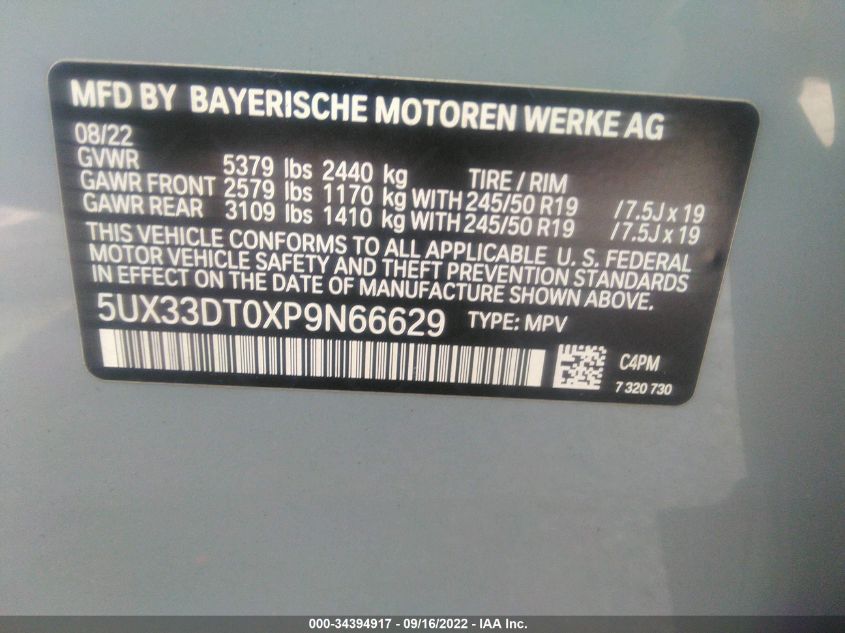 MFD BY BAYERISCHE MOTOREN WERKE AG
08/22
GVWR 5379 lbs 2440 kg TIRE / RIM
GAWR FRONT 2579 lbs 1170 kg WITH 245/50 R19 / 7.5J x 19
GAWR REAR 3109 lbs 1410 kg WITH 245/50 R19 / 7.5J x 19
THIS VEHICLE CONFORMS TO ALL APPLICABLE U. S. FEDERAL
MOTOR VEHICLE SAFETY AND THEFT PREVENTION STANDARDS
IN EFFECT ON THE DATE OF MANUFACTURE SHOWN ABOVE.
5UX33DT0XP9N66629 TYPE: MPV
C4PM
7 320 730
000-34394917 - 09/16/2022 - IAA Inc.